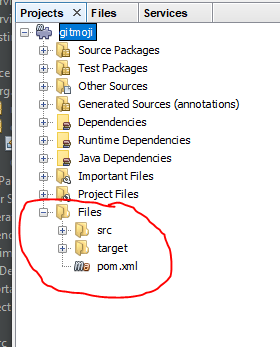 Projects × Files Services
gitmoji
Source Packages
Test Packages
Other Sources
Generated Sources (annotations)
Dependencies
Runtime Dependencies
Java Dependencies
Important Files
Project Files
Files
src
target
pom.xml